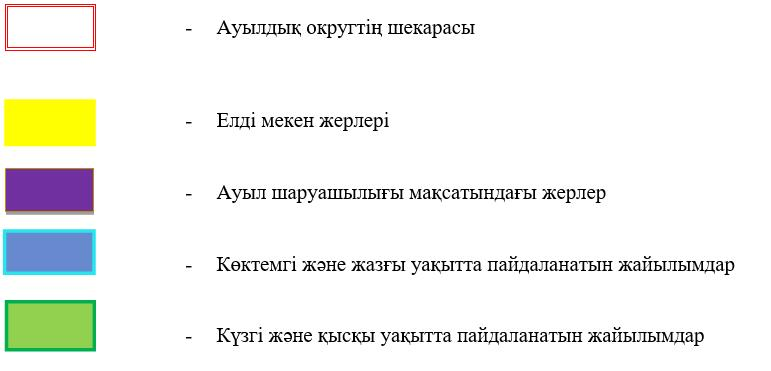 - Ауылдық округтің шекарасы
- Елді мекен жерлері
- Ауыл шаруашылығы мақсатындағы жерлер
- Көктемгі және жазғы уақытта пайдаланатын жайылымдар
- Күзгі және қысқы уақытта пайдаланатын жайылымдар